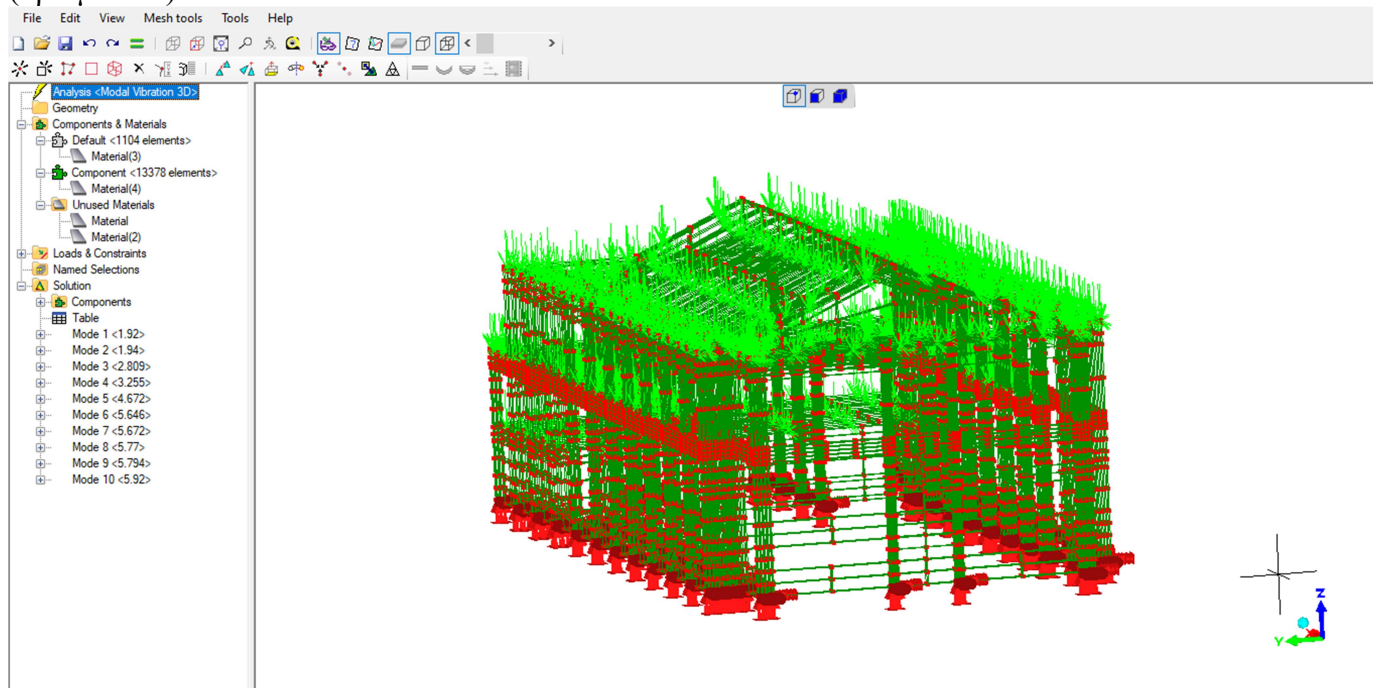 File Edit View Mesh tools Tools Help
Analysis <Modal Vibration 3D>
Geometry
Components & Materials
Default <1104 elements>
Material(3)
Component <13378 elements>
Material(4)
Unused Materials
Material
Material(2)
Loads & Constraints
Named Selections
Solution
Components
Table
Mode 1 <1.92>
Mode 2 <1.94>
Mode 3 <2.809>
Mode 4 <3.255>
Mode 5 <4.672>
Mode 6 <5.646>
Mode 7 <5.672>
Mode 8 <5.77>
Mode 9 <5.794>
Mode 10 <5.92>
Z
Y